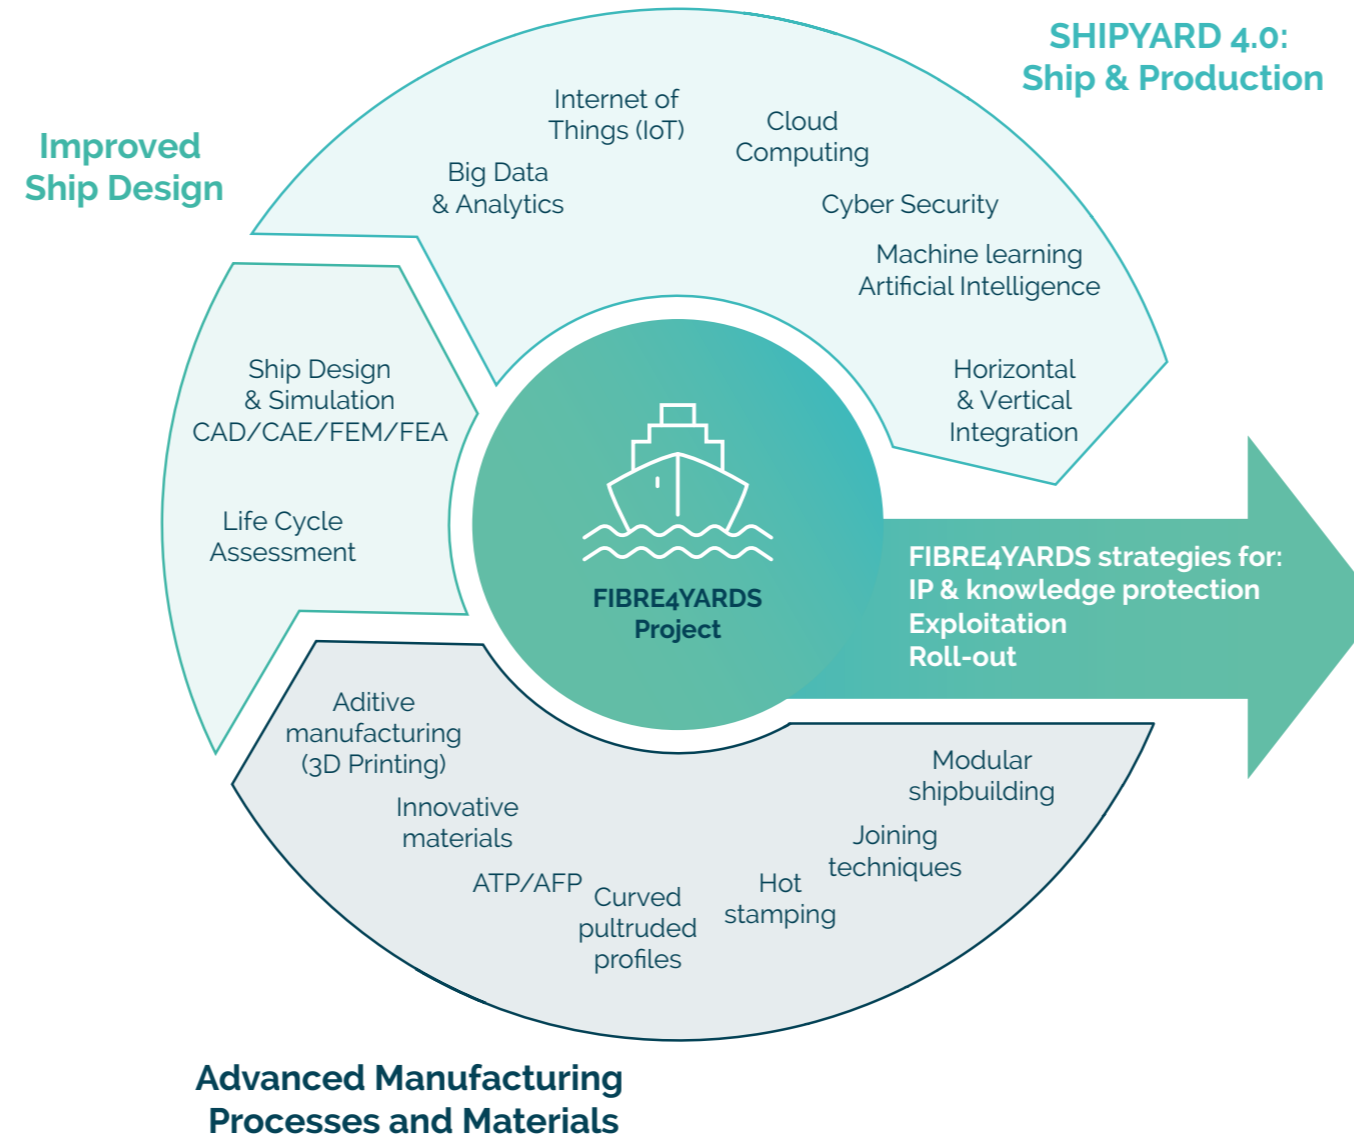 SHIPYARD 4.0:
Ship & Production
Improved
Ship Design
Internet of
Things (IoT)
Cloud
Computing
Big Data
& Analytics
Cyber Security
Machine learning
Artificial Intelligence
Horizontal
& Vertical
Integration
Ship Design
& Simulation
CAD/CAE/FEM/FEA
Life Cycle
Assessment
FIBRE4YARDS
Project
FIBRE4YARDS strategies for:
IP & knowledge protection
Exploitation
Roll-out
Aditive
manufacturing
(3D Printing)
Innovative
materials
ATP/AFP
Curved
pultruded
profiles
Hot
stamping
Joining
techniques
Modular
shipbuilding
Advanced Manufacturing
Processes and Materials